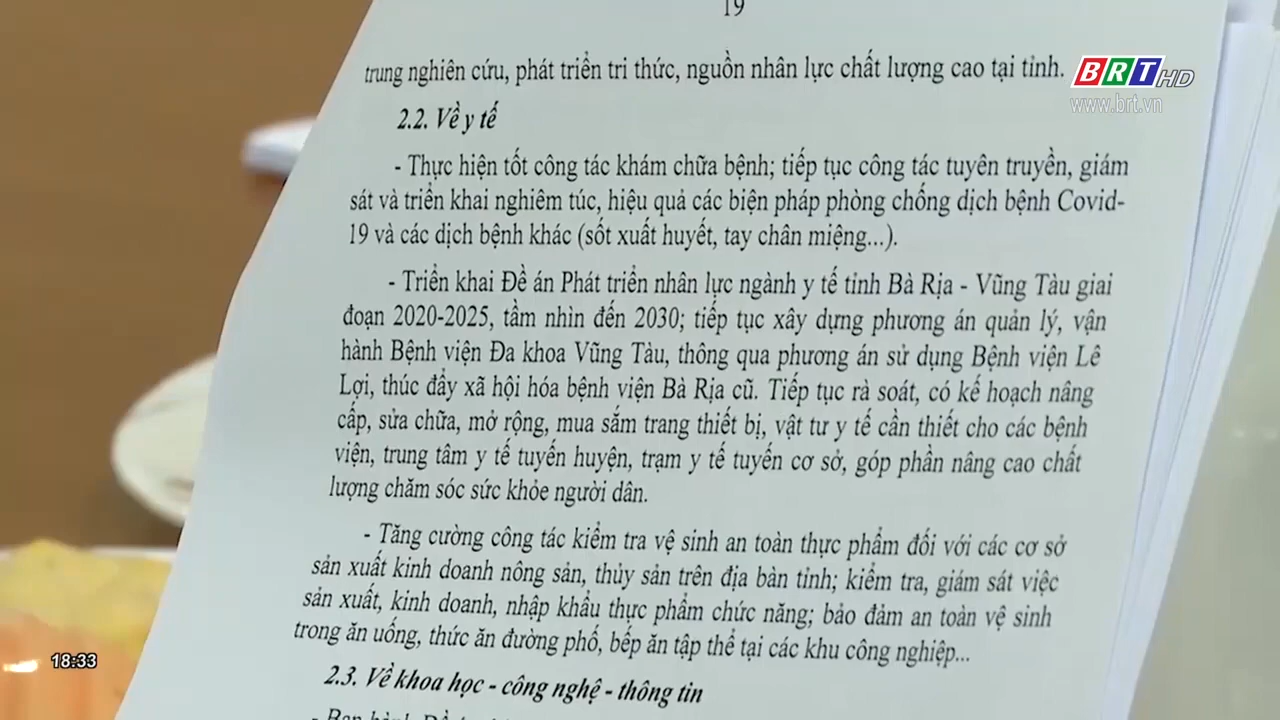 19
BRT HD
www.brt.vn
trung nghiên cứu, phát triển tri thức, nguồn nhân lực chất lượng cao tại tỉnh.
2.2. Về y tế
- Thực hiện tốt công tác khám chữa bệnh; tiếp tục công tác tuyên truyền, giám
sát và triển khai nghiêm túc, hiệu quả các biện pháp phòng chống dịch bệnh Covid-
19 và các dịch bệnh khác (sốt xuất huyết, tay chân miệng...).
- Triển khai Đề án Phát triển nhân lực ngành y tế tỉnh Bà Rịa - Vũng Tàu giai
đoạn 2020-2025, tầm nhìn đến 2030; tiếp tục xây dựng phương án quản lý, vận
hành Bệnh viện Đa khoa Vũng Tàu, thông qua phương án sử dụng Bệnh viện Lê
Lợi, thúc đẩy xã hội hóa bệnh viện Bà Rịa cũ. Tiếp tục rà soát, có kế hoạch nâng
cấp, sửa chữa, mở rộng, mua sắm trang thiết bị, vật tư y tế cần thiết cho các bệnh
viện, trung tâm y tế tuyến huyện, trạm y tế tuyến cơ sở, góp phần nâng cao chất
lượng chăm sóc sức khỏe người dân.
- Tăng cường công tác kiểm tra vệ sinh an toàn thực phẩm đối với các cơ sở
sản xuất kinh doanh nông sản, thủy sản trên địa bàn tỉnh; kiểm tra, giám sát việc
sản xuất, kinh doanh, nhập khẩu thực phẩm chức năng; bảo đảm an toàn vệ sinh
trong ăn uống, thức ăn đường phố, bếp ăn tập thể tại các khu công nghiệp...
18:33
2.3. Về khoa học - công nghệ - thông tin
- Ban hành Đề